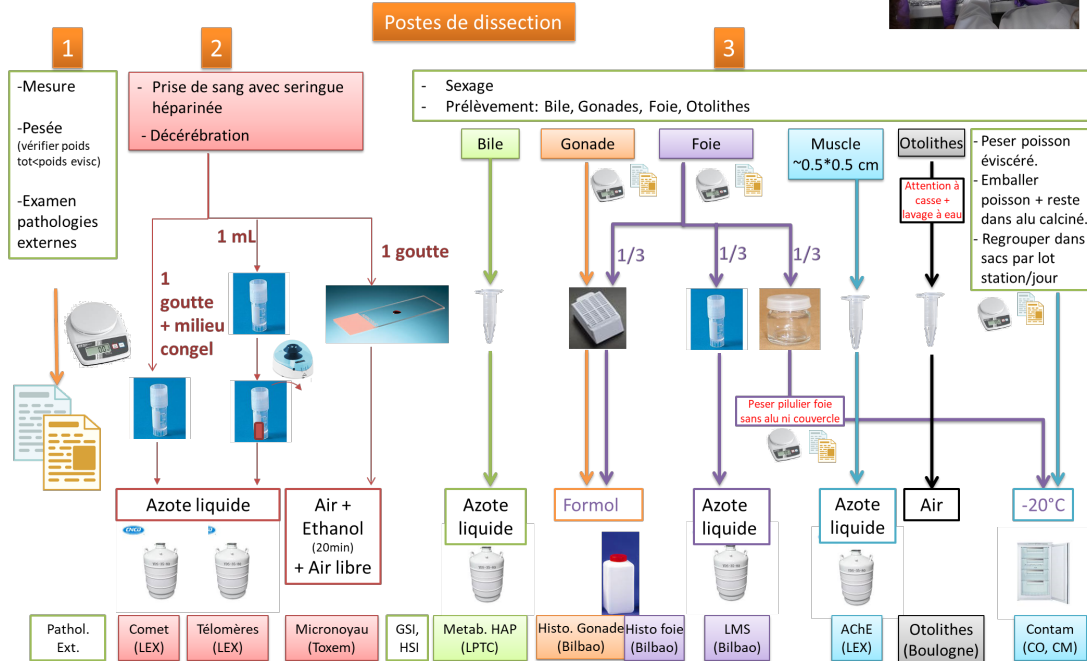 Postes de dissection
1
-Mesure
-Pesée
(vérifier poids
tot<poids evisc)
-Examen
pathologies
externes
2
- Prise de sang avec seringue
héparinée
- Décérébration
1
goutte
+ milieu
congel
1 mL
1 goutte
3
- Sexage
- Prélèvement: Bile, Gonades, Foie, Otolithes
Bile
Gonade
Foie
Muscle
~0.5*0.5 cm
Otolithes
Attention à
casse +
lavage à eau
- Peser poisson
éviscéré.
- Emballer
poisson + reste
dans alu calciné.
- Regrouper dans
sacs par lot
station/jour
1/3
1/3
1/3
Peser pilulier foie
sans alu ni couvercle
Azote liquide
Air +
Ethanol
(20min)
+ Air libre
Azote
liquide
Formol
Azote
liquide
Azote
liquide
Air
-20°C
Pathol.
Ext.
Comet
(LEX)
Télomères
(LEX)
Micronoyau
(Toxem)
GSI,
HSI
Metab. HAP
(LPTC)
Histo. Gonade
(Bilbao)
Histo foie
(Bilbao)
LMS
(Bilbao)
AChE
(LEX)
Otolithes
(Boulogne)
Contam
(CO, CM)